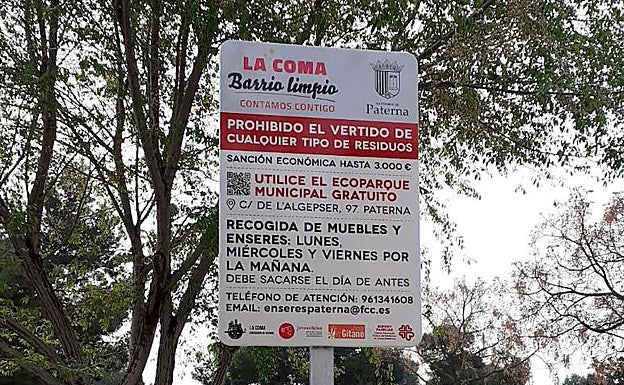 LA COMA
Barrio limpio
CONTAMOS CONTIGO
Paterna
PROHIBIDO EL VERTIDO DE
CUALQUIER TIPO DE RESIDUOS
SANCIÓN ECONÓMICA HASTA 3.000 €
UTILICE EL ECOPARQUE
MUNICIPAL GRATUITO
C/ DE L'ALGEPSER, 97. PATERNA
RECOGIDA DE MUEBLES Y
ENSERES: LUNES,
MIÉRCOLES Y VIERNES POR
LA MAÑANA.
DEBE SACARSE EL DÍA DE ANTES
TELÉFONO DE ATENCIÓN: 961341608
EMAIL: enserespaterna@fcc.es
LA COMA
Gitano